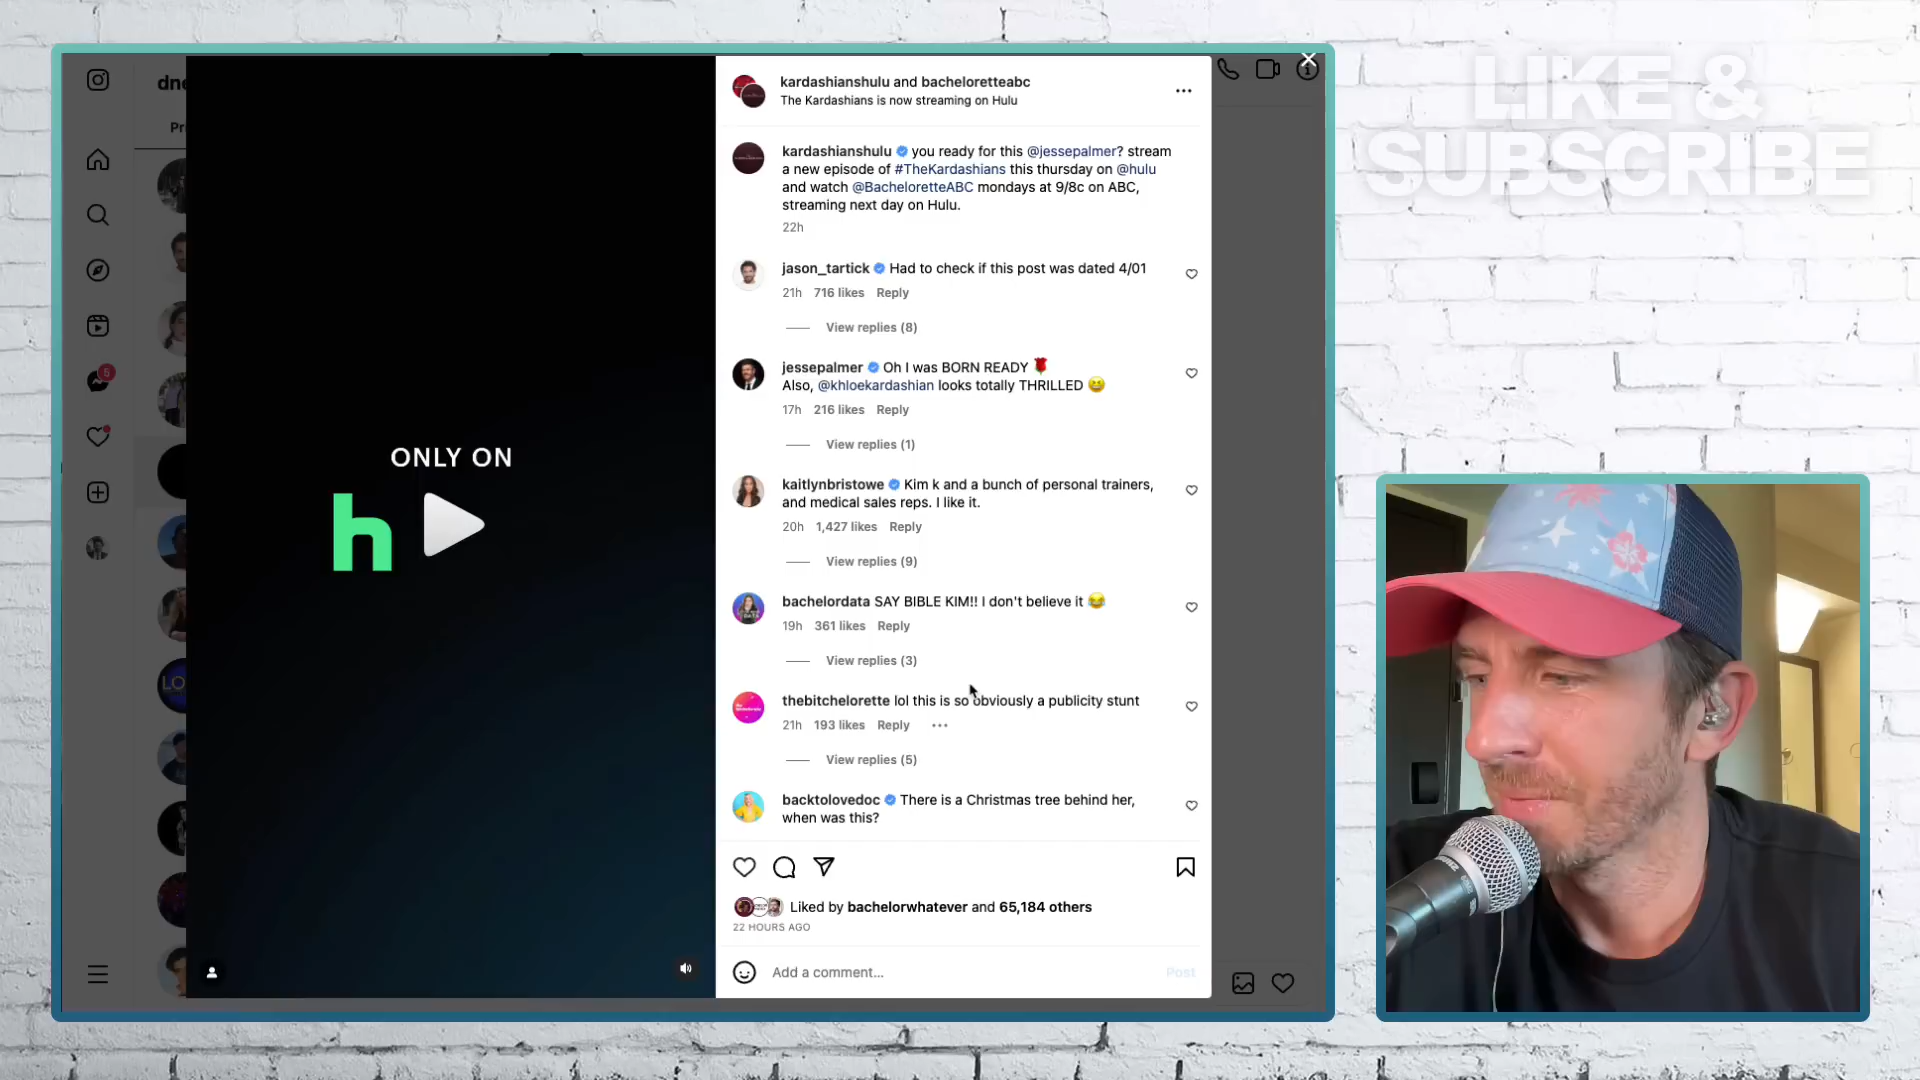 LIKE &
SUBSCRIBE
dne
Pr
5
LO
ONLY ON
h
kardashianshulu and bacheloretteabc
The Kardashians is now streaming on Hulu
kardashianshulu you ready for this @jessepalmer? stream
a new episode of #TheKardashians this thursday on @hulu
and watch @BacheloretteABC mondays at 9/8c on ABC,
streaming next day on Hulu.
22h
jason_tartick Had to check if this post was dated 4/01
21h 716 likes Reply
View replies (8)
jessepalmer Oh I was BORN READY 🌹
Also, @khloekardashian looks totally THRILLED 😆
17h 216 likes Reply
View replies (1)
kaitlynbristowe Kim k and a bunch of personal trainers,
and medical sales reps. I like it.
20h 1,427 likes Reply
View replies (9)
bachelordata SAY BIBLE KIM!! I don't believe it 😂
19h 361 likes Reply
View replies (3)
thebitchelorette lol this is so obviously a publicity stunt
21h 193 likes Reply
View replies (5)
backtolovedoc There is a Christmas tree behind her,
when was this?
Liked by bachelorwhatever and 65,184 others
22 HOURS AGO
Add a comment...
Post